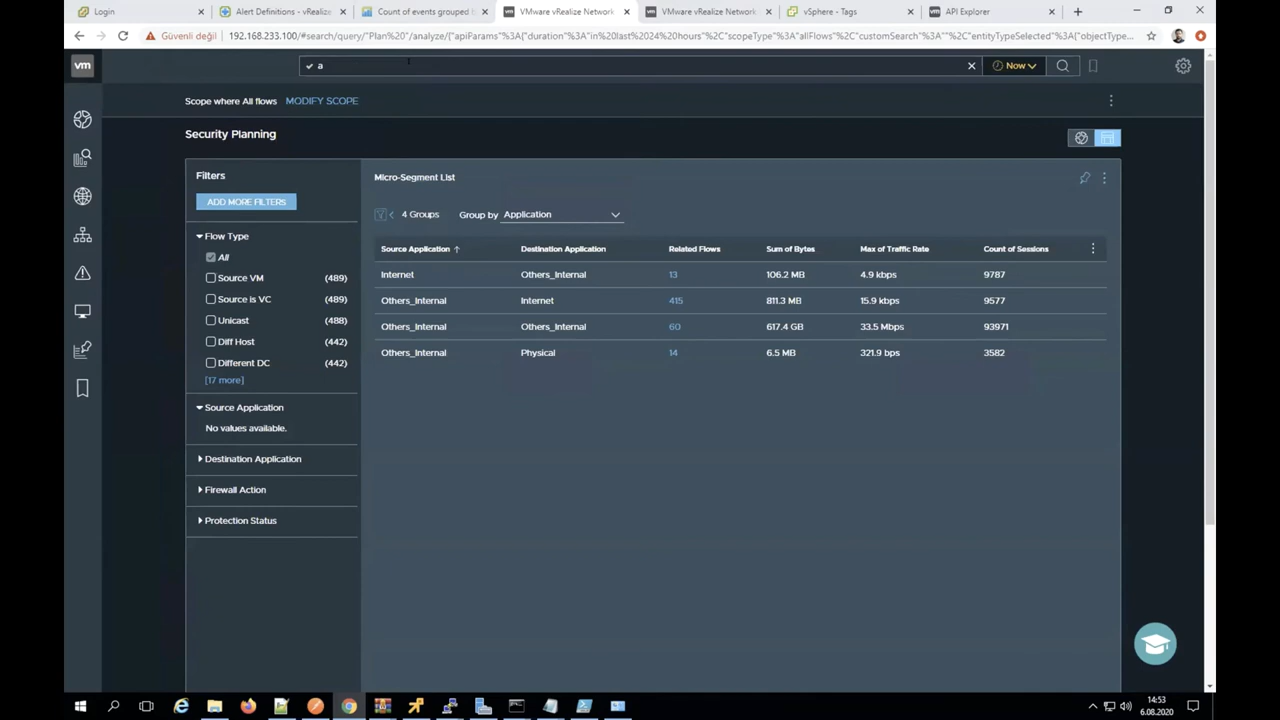 Login
Alert Definitions - vRealize
Count of events grouped b
VMware vRealize Network
VMware vRealize Network
vSphere - Tags
API Explorer
Güvenli değil
192.168.233.100/#search/query/"Plan%20"/analyze/{"apiParams"%3A{"duration"%3A"in%20last%2024%20hours"%2C"scopeType"%3A"allFlows"%2C"customSearch"%3A""%2C"entityTypeSelected"%3A{"objectType...
vm
a
Now
Scope where All flows MODIFY SCOPE
Security Planning
Filters
ADD MORE FILTERS
Flow Type
All
Source VM (489)
Source is VC (489)
Unicast (488)
Diff Host (442)
Different DC (442)
[17 more]
Source Application
No values available.
Destination Application
Firewall Action
Protection Status
Micro-Segment List
4 Groups Group by Application
Source Application Destination Application Related Flows Sum of Bytes Max of Traffic Rate Count of Sessions
Internet Others_Internal 13 106.2 MB 4.9 kbps 9787
Others_Internal Internet 415 811.3 MB 15.9 kbps 9577
Others_Internal Others_Internal 60 617.4 GB 33.5 Mbps 93971
Others_Internal Physical 14 6.5 MB 321.9 bps 3582
14:53
6.08.2020